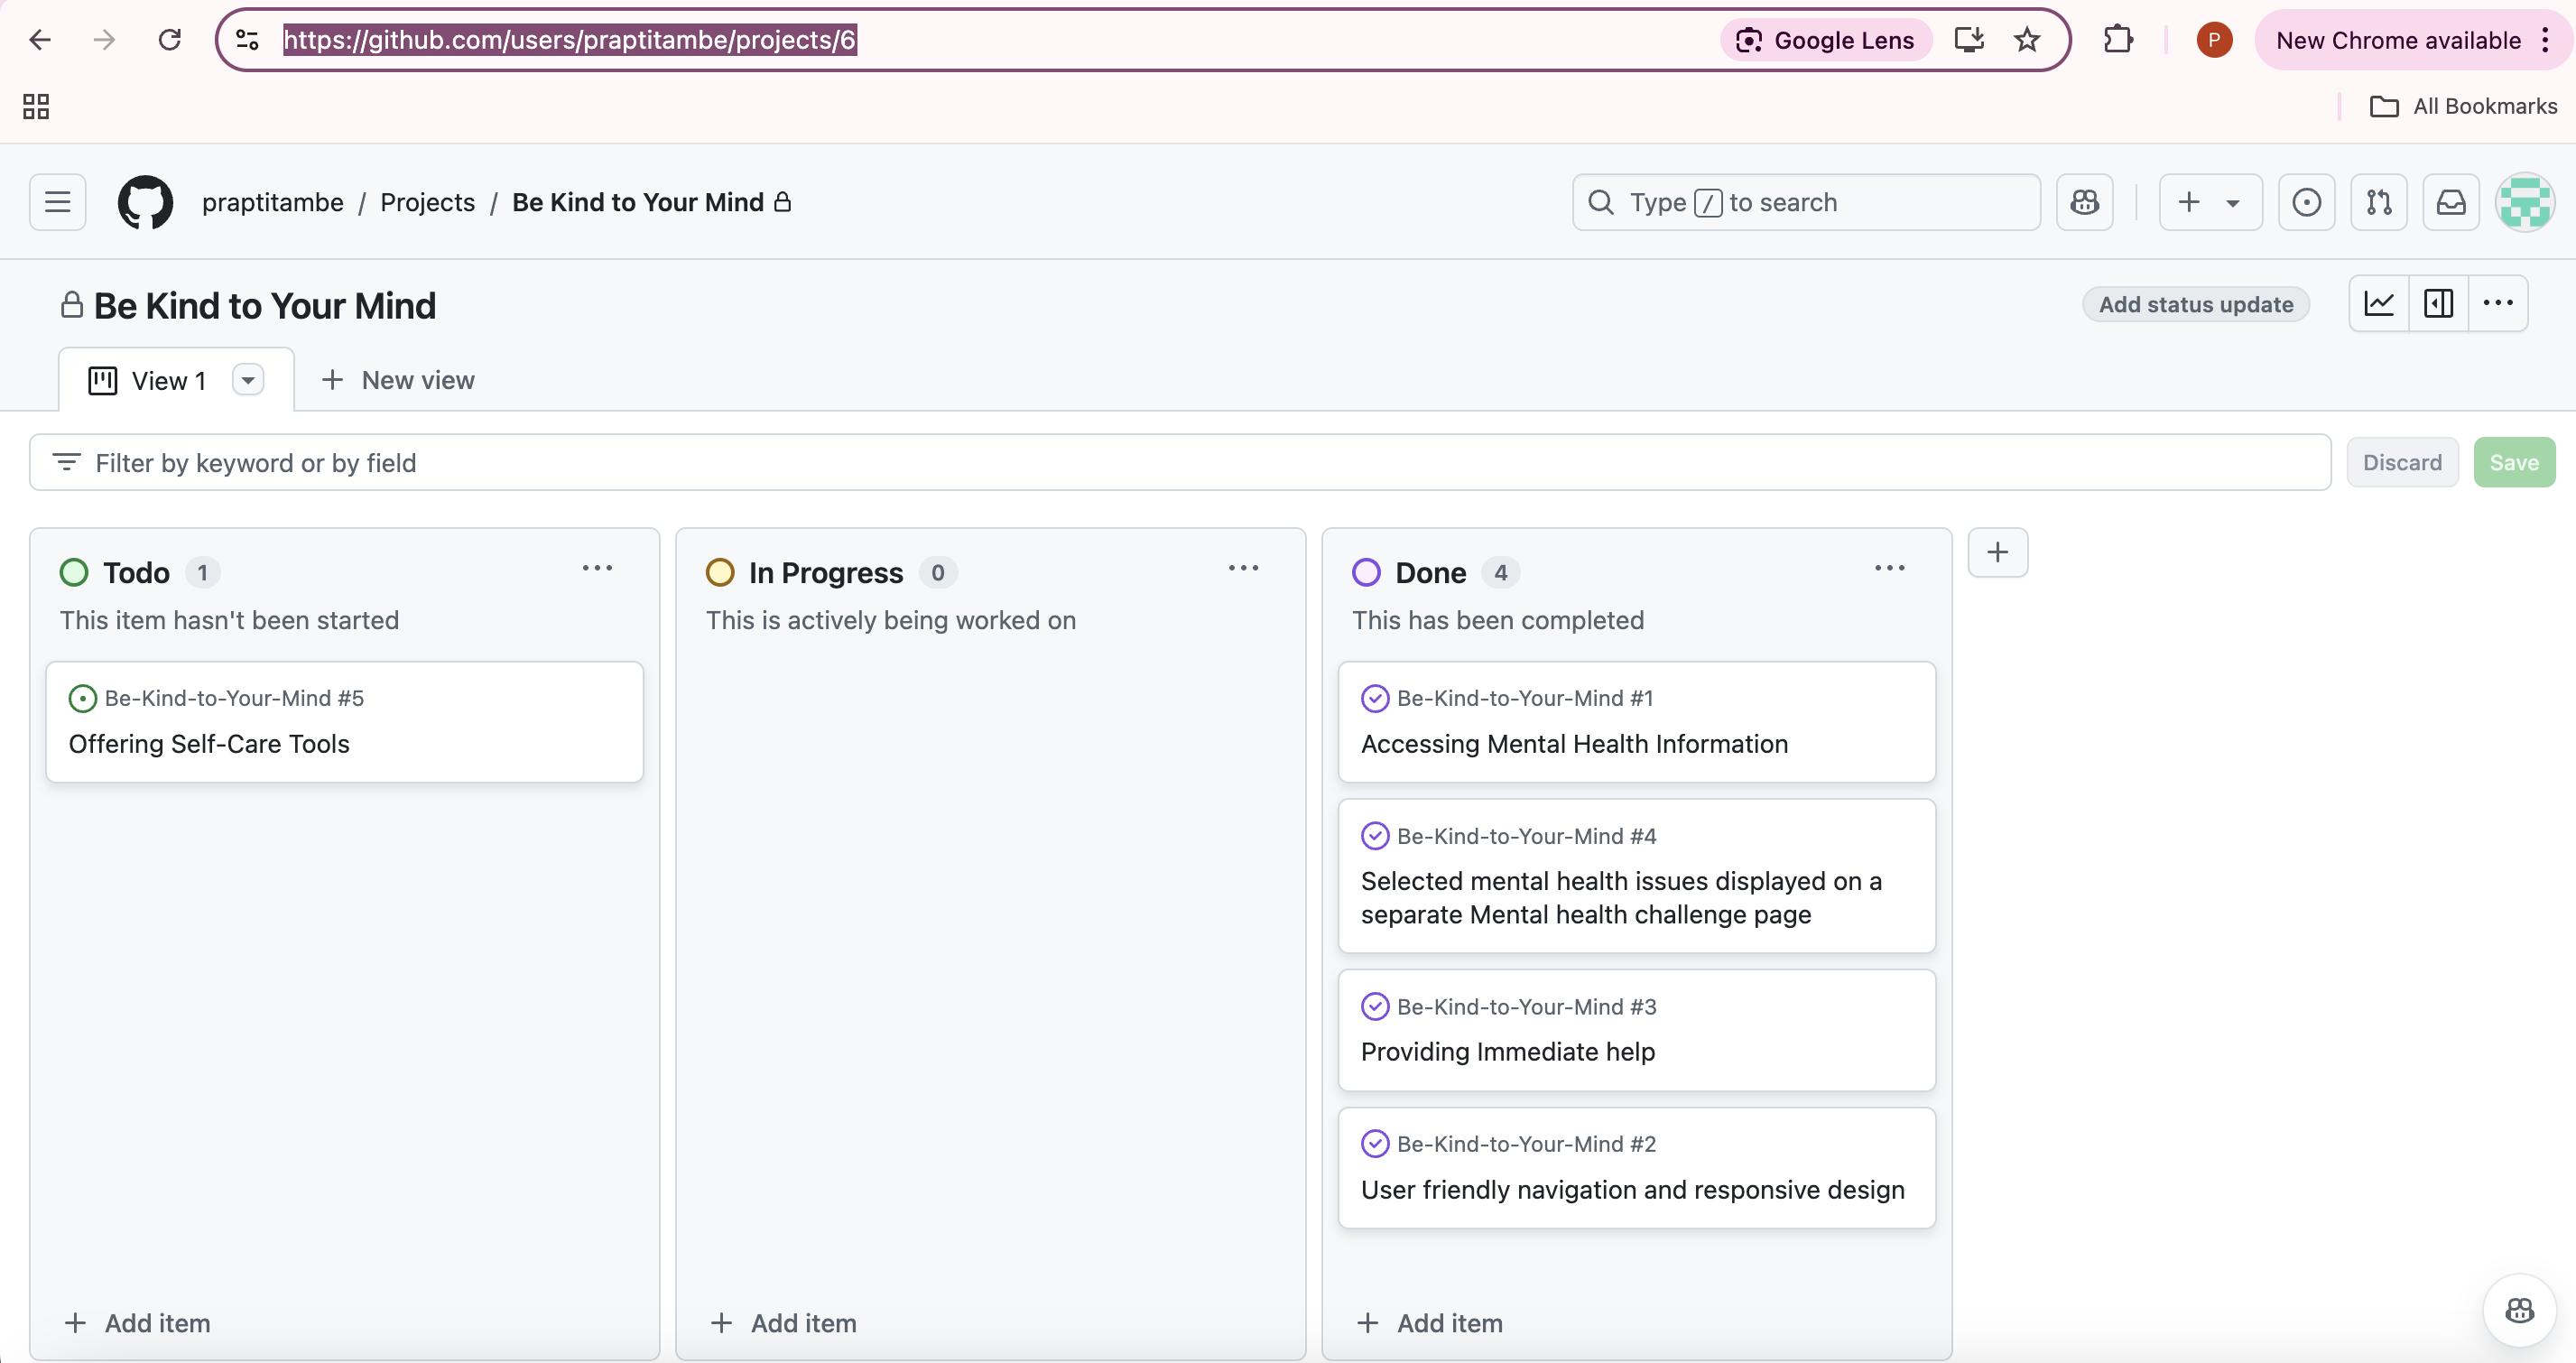 https://github.com/users/praptitambe/projects/6
Google Lens
P
New Chrome available
All Bookmarks
praptitambe / Projects / Be Kind to Your Mind
Type / to search
Be Kind to Your Mind
Add status update
View 1
New view
Filter by keyword or by field
Discard
Save
Todo 1
This item hasn't been started
Be-Kind-to-Your-Mind #5
Offering Self-Care Tools
Add item
In Progress 0
This is actively being worked on
Add item
Done 4
This has been completed
Be-Kind-to-Your-Mind #1
Accessing Mental Health Information
Be-Kind-to-Your-Mind #4
Selected mental health issues displayed on a
separate Mental health challenge page
Be-Kind-to-Your-Mind #3
Providing Immediate help
Be-Kind-to-Your-Mind #2
User friendly navigation and responsive design
Add item